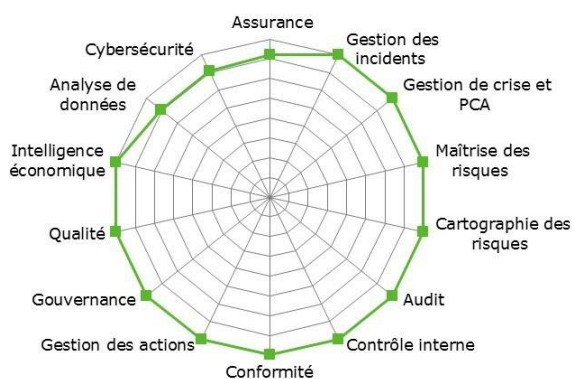 Assurance
Gestion des
incidents
Gestion de crise et
PCA
Maîtrise des
risques
Cartographie des
risques
Audit
Contrôle interne
Conformité
Gestion des actions
Gouvernance
Qualité
Intelligence
économique
Analyse de
données
Cybersécurité